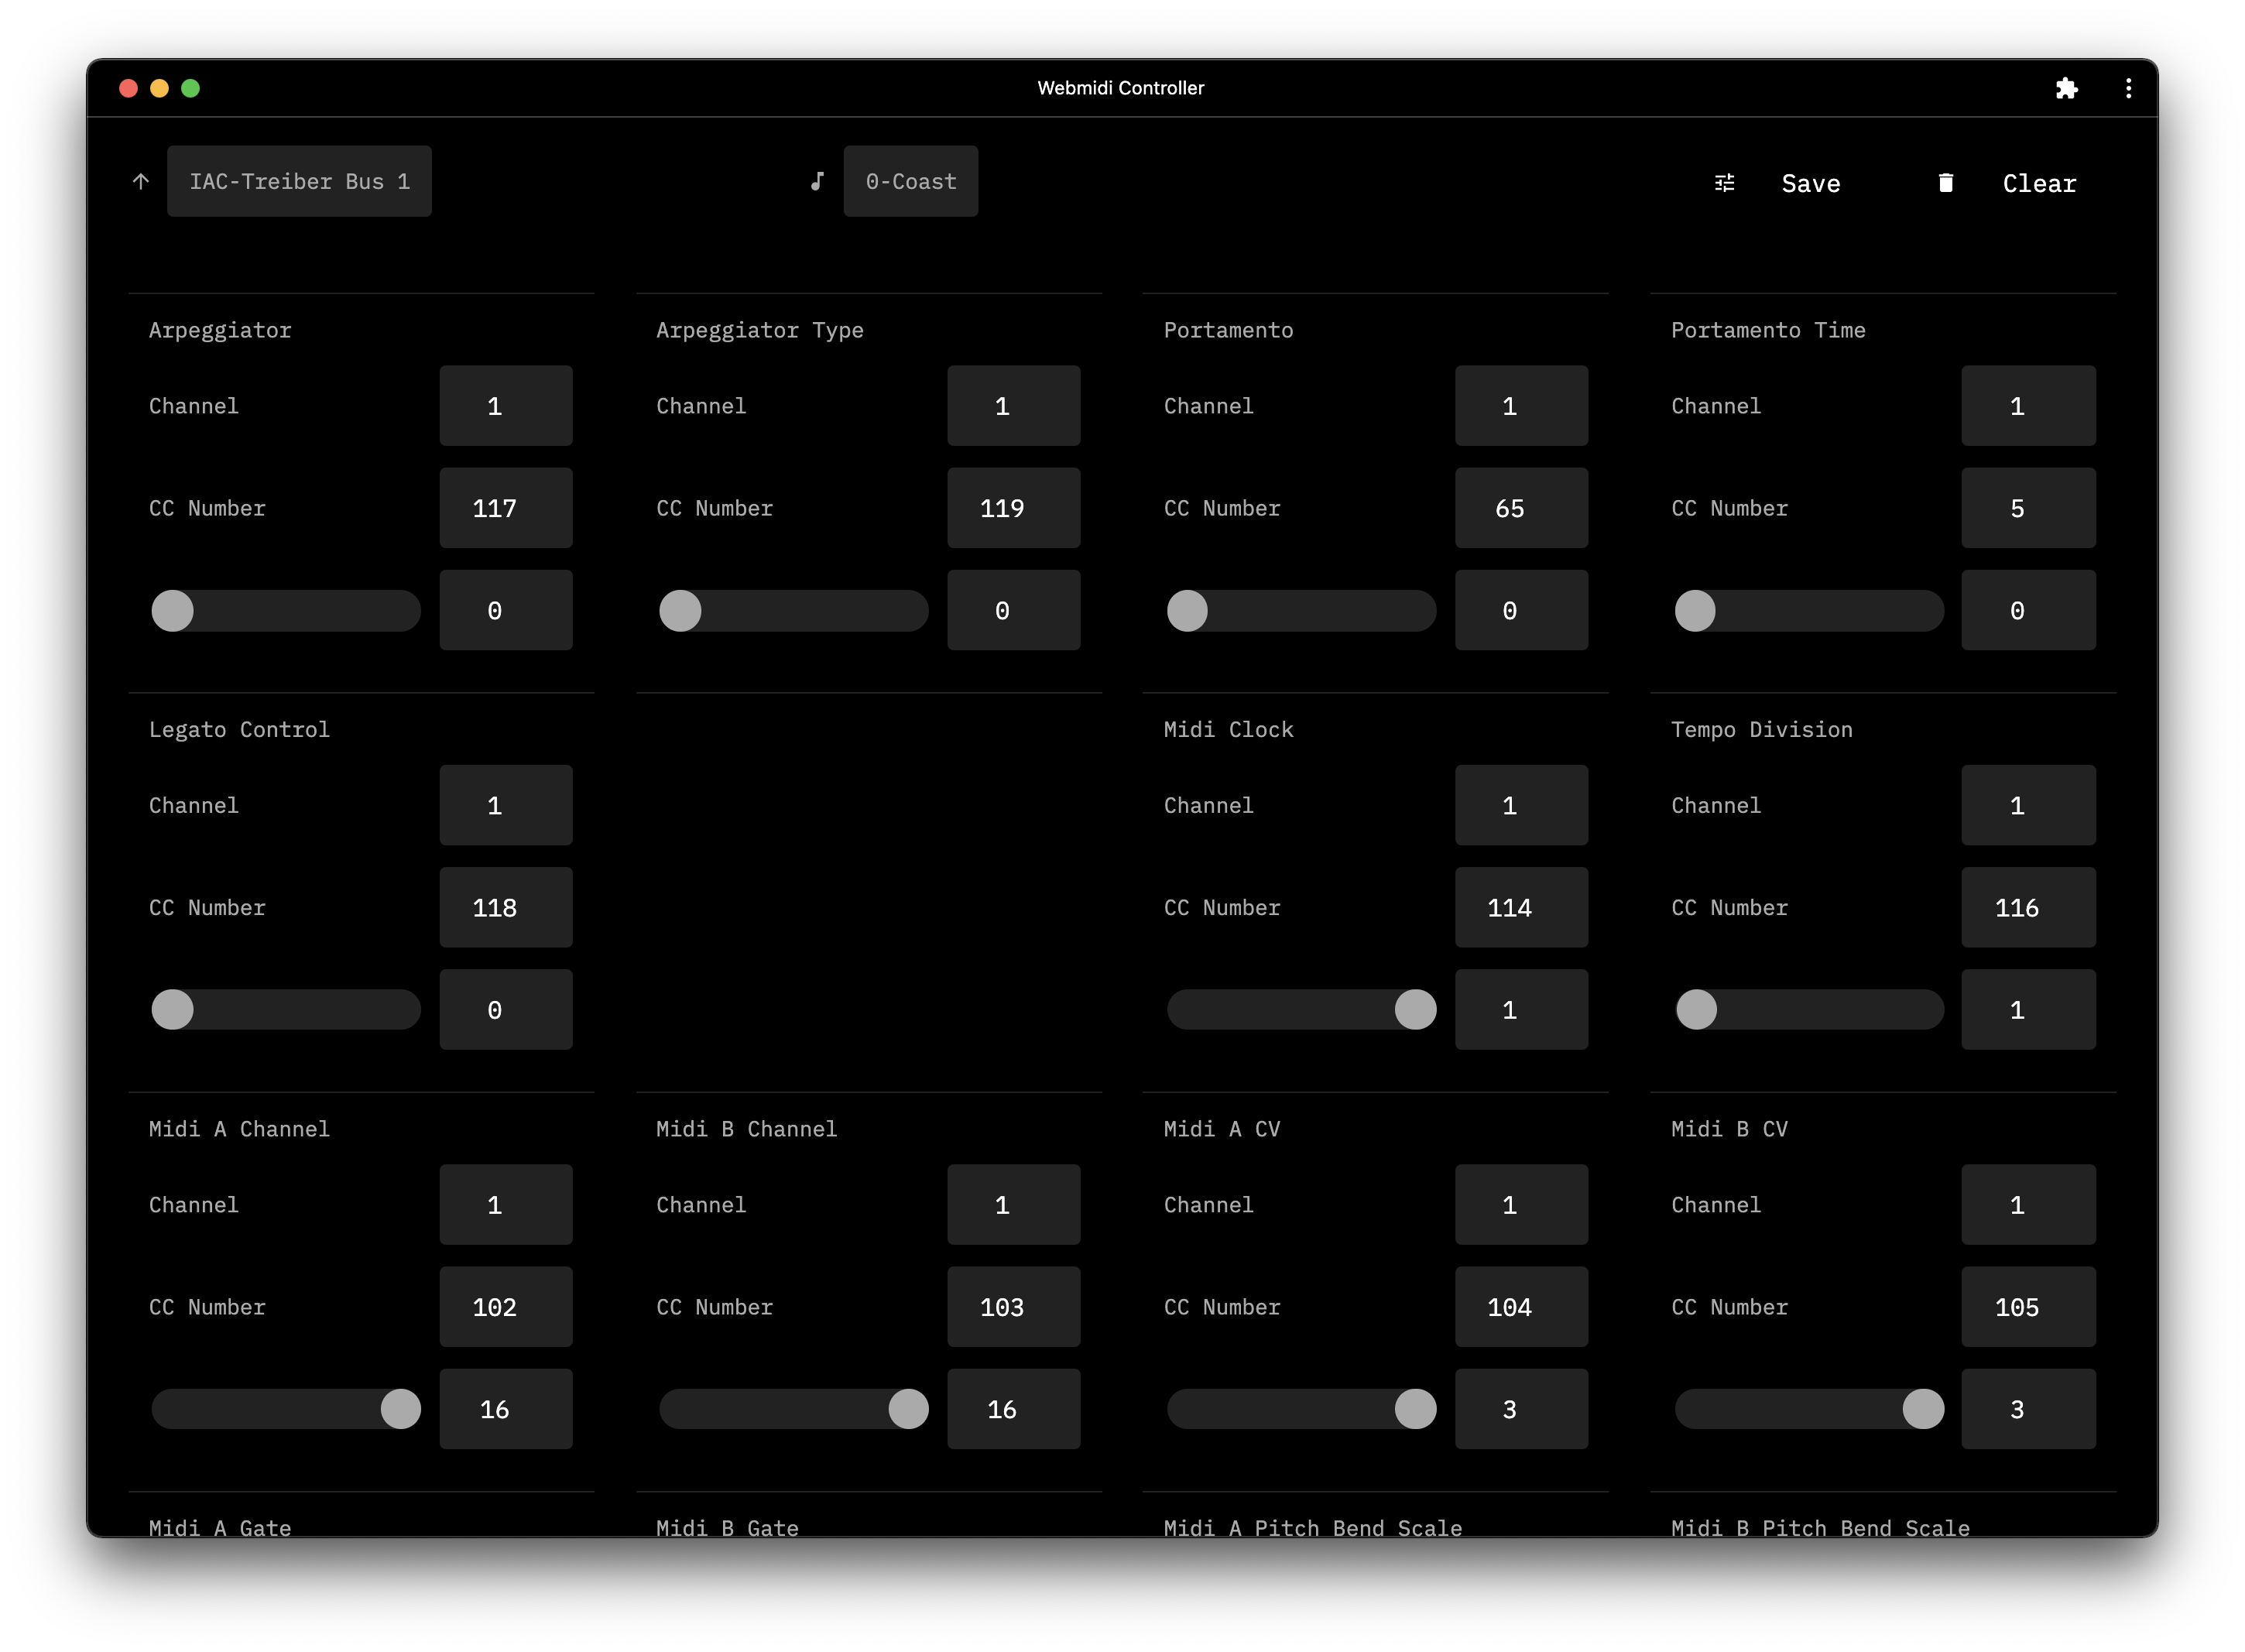 Webmidi Controller
IAC-Treiber Bus 1
0-Coast
Save
Clear
Arpeggiator
Channel 1
CC Number 117
0
Arpeggiator Type
Channel 1
CC Number 119
0
Portamento
Channel 1
CC Number 65
0
Portamento Time
Channel 1
CC Number 5
0
Legato Control
Channel 1
CC Number 118
0
Midi Clock
Channel 1
CC Number 114
1
Tempo Division
Channel 1
CC Number 116
1
Midi A Channel
Channel 1
CC Number 102
16
Midi B Channel
Channel 1
CC Number 103
16
Midi A CV
Channel 1
CC Number 104
3
Midi B CV
Channel 1
CC Number 105
3
Midi A Gate
Midi B Gate
Midi A Pitch Bend Scale
Midi B Pitch Bend Scale